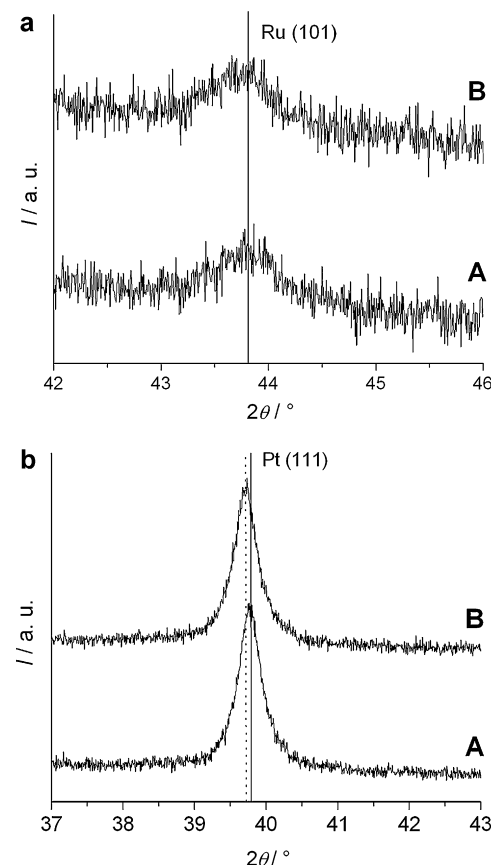 a
Ru (101)
B
A
I / a. u.
42 43 44 45 46
2θ / °
b
Pt (111)
B
A
I / a. u.
37 38 39 40 41 42 43
2θ / °